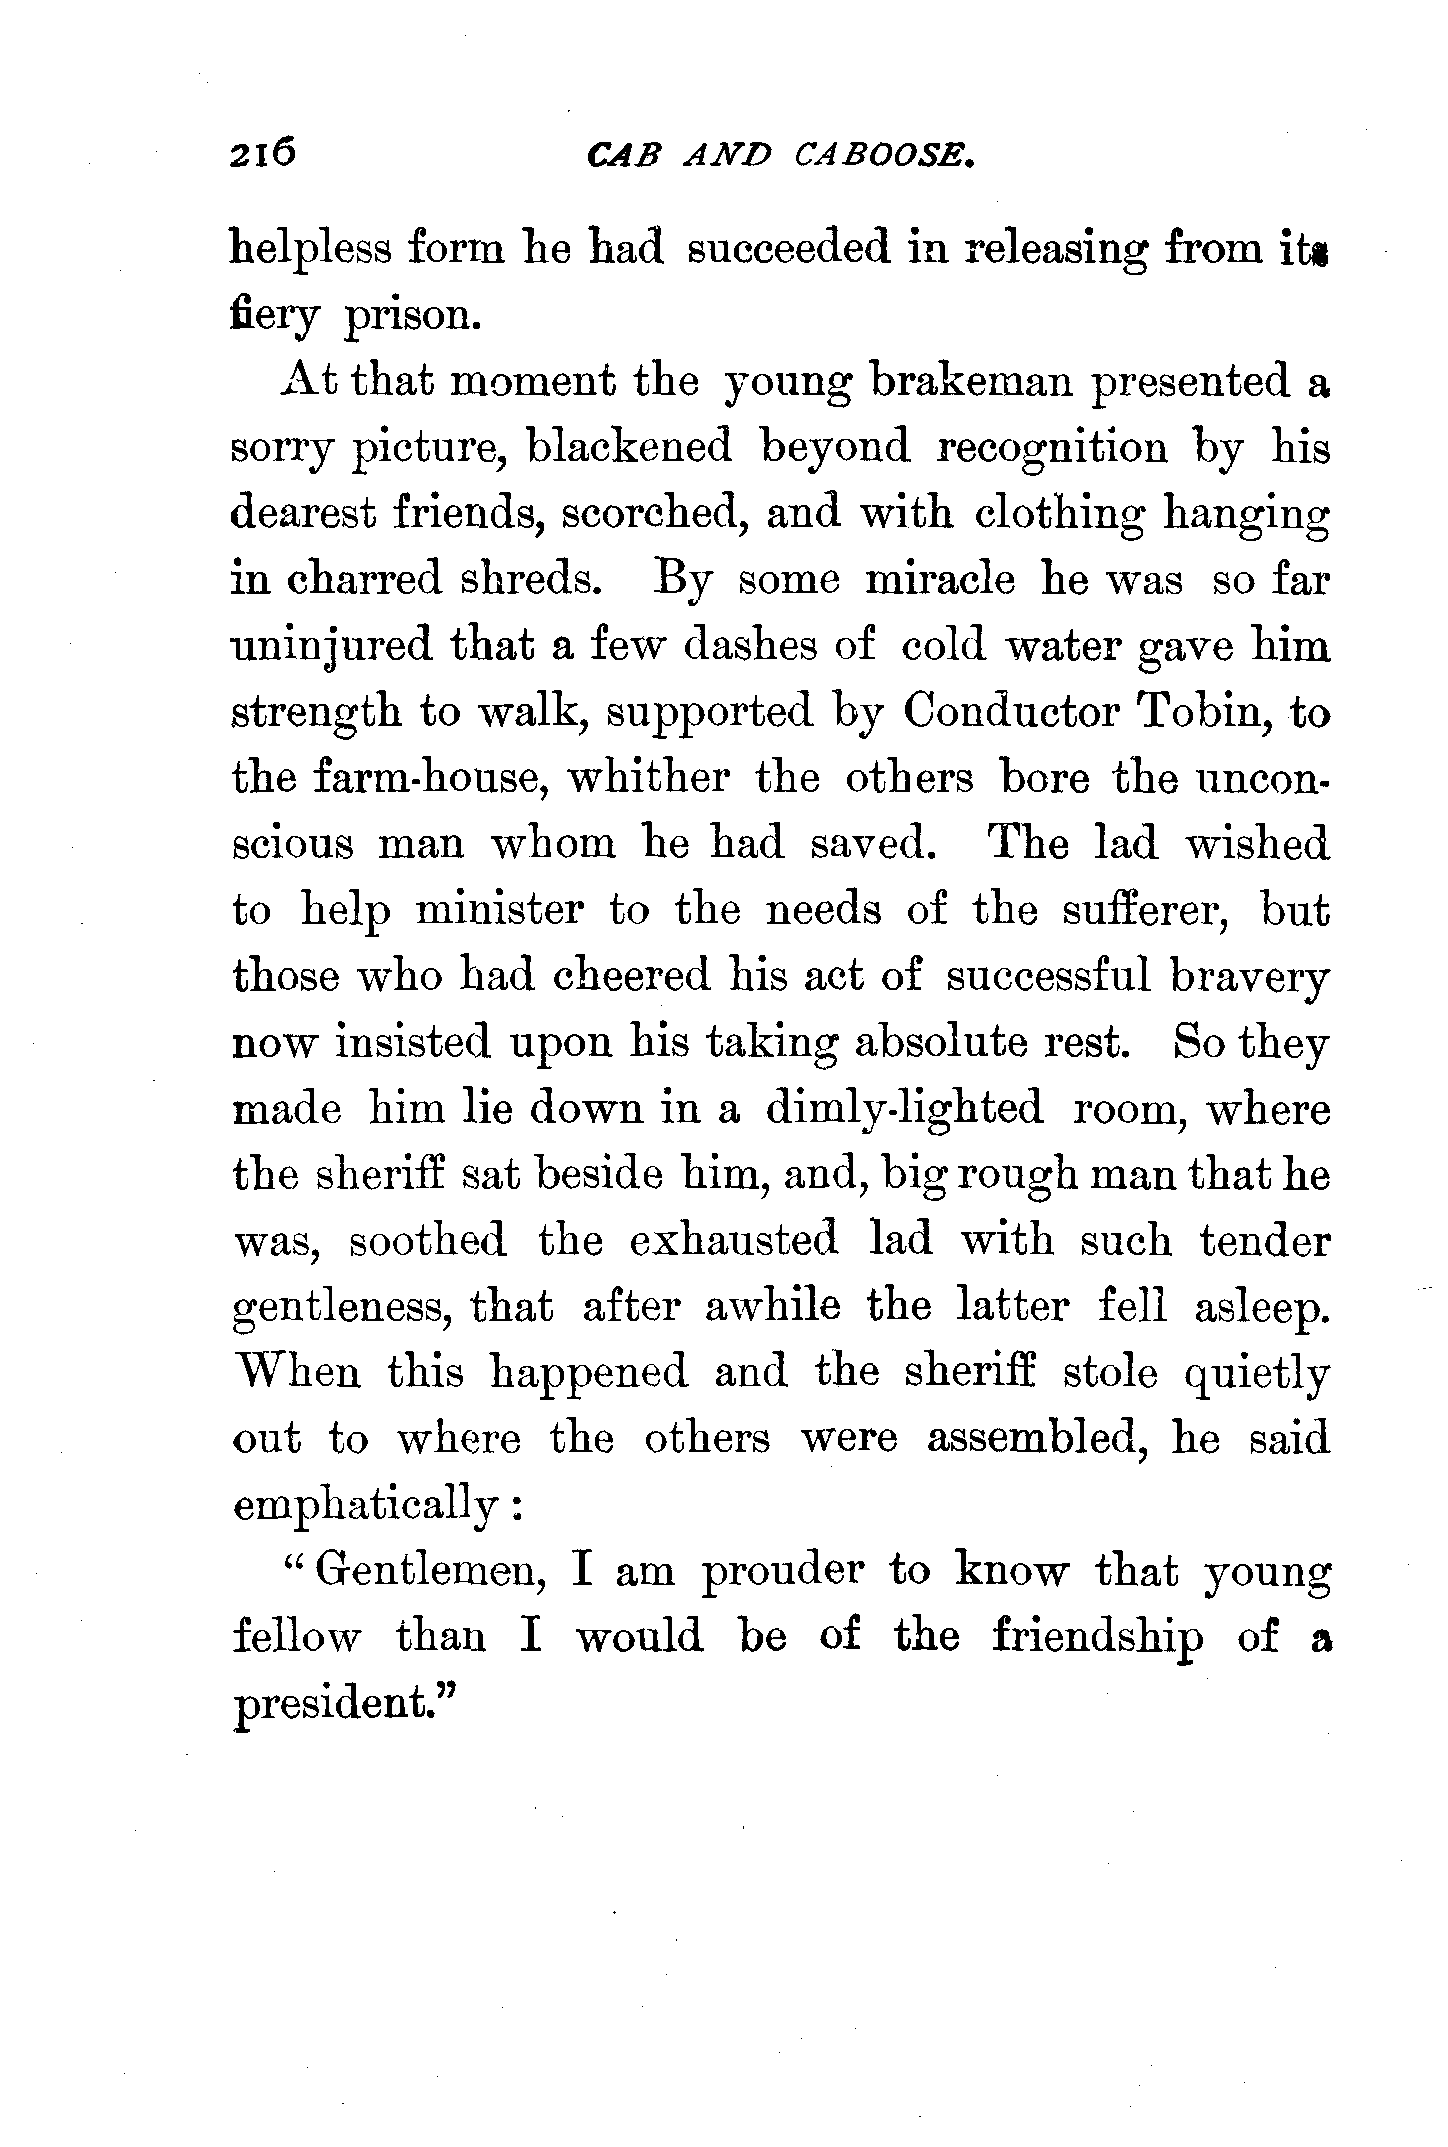 216 CAB AND CABOOSE.
helpless form he had succeeded in releasing from its
fiery prison.
At that moment the young brakeman presented a
sorry picture, blackened beyond recognition by his
dearest friends, scorched, and with clothing hanging
in charred shreds. By some miracle he was so far
uninjured that a few dashes of cold water gave him
strength to walk, supported by Conductor Tobin, to
the farm-house, whither the others bore the uncon-
scious man whom he had saved. The lad wished
to help minister to the needs of the sufferer, but
those who had cheered his act of successful bravery
now insisted upon his taking absolute rest. So they
made him lie down in a dimly-lighted room, where
the sheriff sat beside him, and, big rough man that he
was, soothed the exhausted lad with such tender
gentleness, that after awhile the latter fell asleep.
When this happened and the sheriff stole quietly
out to where the others were assembled, he said
emphatically :
“ Gentlemen, I am prouder to know that young
fellow than I would be of the friendship of a
president.”